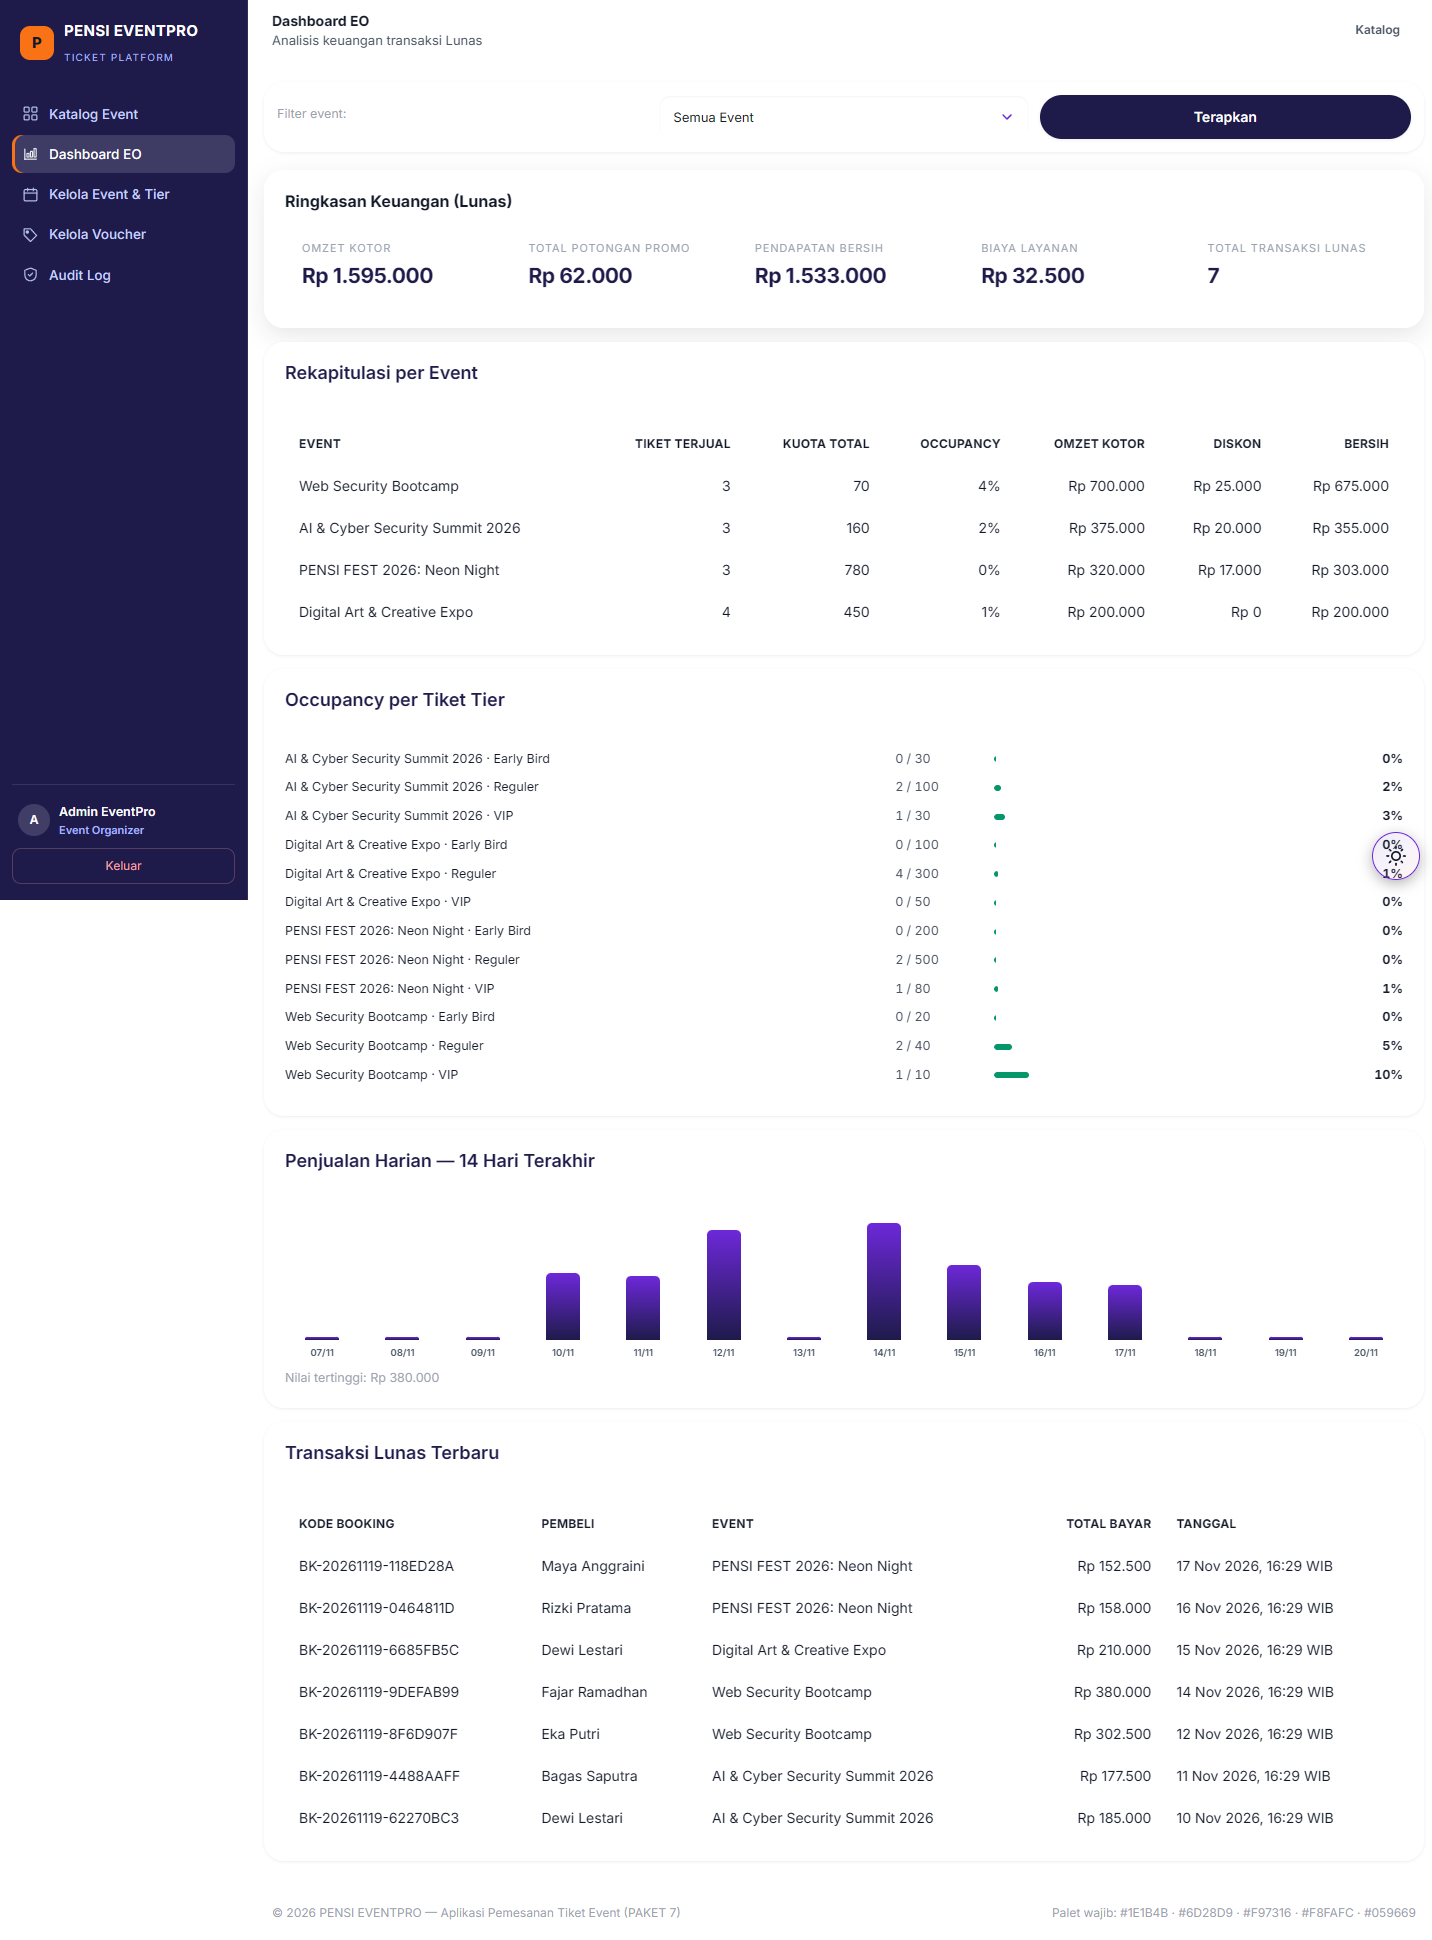 P
PENSI EVENTPRO
TICKET PLATFORM
Katalog Event
Dashboard EO
Kelola Event & Tier
Kelola Voucher
Audit Log
A
Admin EventPro
Event Organizer
Keluar
Dashboard EO
Analisis keuangan transaksi Lunas
Katalog
Filter event:
Semua Event
Terapkan
Ringkasan Keuangan (Lunas)
OMZET KOTOR
Rp 1.595.000
TOTAL POTONGAN PROMO
Rp 62.000
PENDAPATAN BERSIH
Rp 1.533.000
BIAYA LAYANAN
Rp 32.500
TOTAL TRANSAKSI LUNAS
7
Rekapitulasi per Event
EVENT TIKET TERJUAL KUOTA TOTAL OCCUPANCY OMZET KOTOR DISKON BERSIH
Web Security Bootcamp 3 70 4% Rp 700.000 Rp 25.000 Rp 675.000
AI & Cyber Security Summit 2026 3 160 2% Rp 375.000 Rp 20.000 Rp 355.000
PENSI FEST 2026: Neon Night 3 780 0% Rp 320.000 Rp 17.000 Rp 303.000
Digital Art & Creative Expo 4 450 1% Rp 200.000 Rp 0 Rp 200.000
Occupancy per Tiket Tier
AI & Cyber Security Summit 2026 · Early Bird 0 / 30 0%
AI & Cyber Security Summit 2026 · Reguler 2 / 100 2%
AI & Cyber Security Summit 2026 · VIP 1 / 30 3%
Digital Art & Creative Expo · Early Bird 0 / 100 0%
Digital Art & Creative Expo · Reguler 4 / 300 1%
Digital Art & Creative Expo · VIP 0 / 50 0%
PENSI FEST 2026: Neon Night · Early Bird 0 / 200 0%
PENSI FEST 2026: Neon Night · Reguler 2 / 500 0%
PENSI FEST 2026: Neon Night · VIP 1 / 80 1%
Web Security Bootcamp · Early Bird 0 / 20 0%
Web Security Bootcamp · Reguler 2 / 40 5%
Web Security Bootcamp · VIP 1 / 10 10%
Penjualan Harian — 14 Hari Terakhir
07/11 08/11 09/11 10/11 11/11 12/11 13/11 14/11 15/11 16/11 17/11 18/11 19/11 20/11
Nilai tertinggi: Rp 380.000
Transaksi Lunas Terbaru
KODE BOOKING PEMBELI EVENT TOTAL BAYAR TANGGAL
BK-20261119-118ED28A Maya Anggraini PENSI FEST 2026: Neon Night Rp 152.500 17 Nov 2026, 16:29 WIB
BK-20261119-0464811D Rizki Pratama PENSI FEST 2026: Neon Night Rp 158.000 16 Nov 2026, 16:29 WIB
BK-20261119-6685FB5C Dewi Lestari Digital Art & Creative Expo Rp 210.000 15 Nov 2026, 16:29 WIB
BK-20261119-9DEFAB99 Fajar Ramadhan Web Security Bootcamp Rp 380.000 14 Nov 2026, 16:29 WIB
BK-20261119-8F6D907F Eka Putri Web Security Bootcamp Rp 302.500 12 Nov 2026, 16:29 WIB
BK-20261119-4488AAFF Bagas Saputra AI & Cyber Security Summit 2026 Rp 177.500 11 Nov 2026, 16:29 WIB
BK-20261119-62270BC3 Dewi Lestari AI & Cyber Security Summit 2026 Rp 185.000 10 Nov 2026, 16:29 WIB
© 2026 PENSI EVENTPRO — Aplikasi Pemesanan Tiket Event (PAKET 7)
Palet wajib: #1E1B4B · #6D28D9 · #F97316 · #F8FAFC · #059669